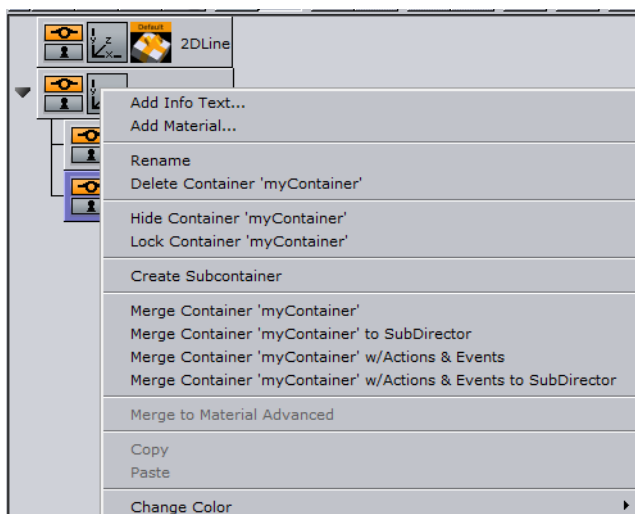 Default
y z
x
2DLine
y
Add Info Text...
Add Material...
Rename
Delete Container 'myContainer'
Hide Container 'myContainer'
Lock Container 'myContainer'
Create Subcontainer
Merge Container 'myContainer'
Merge Container 'myContainer' to SubDirector
Merge Container 'myContainer' w/Actions & Events
Merge Container 'myContainer' w/Actions & Events to SubDirector
Merge to Material Advanced
Copy
Paste
Change Color